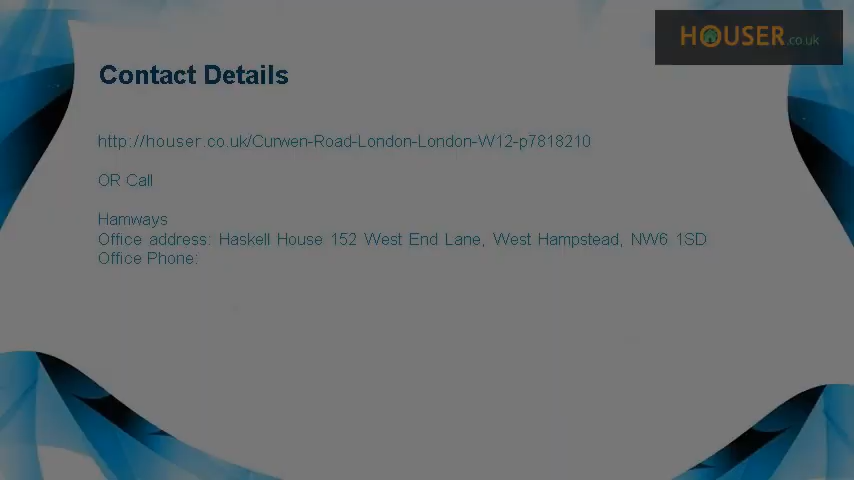 HOUSER.co.uk
Contact Details
http://houser.co.uk/Curwen-Road-London-London-W12-p7818210
OR Call
Hamways
Office address: Haskell House 152 West End Lane, West Hampstead, NW6 1SD
Office Phone: